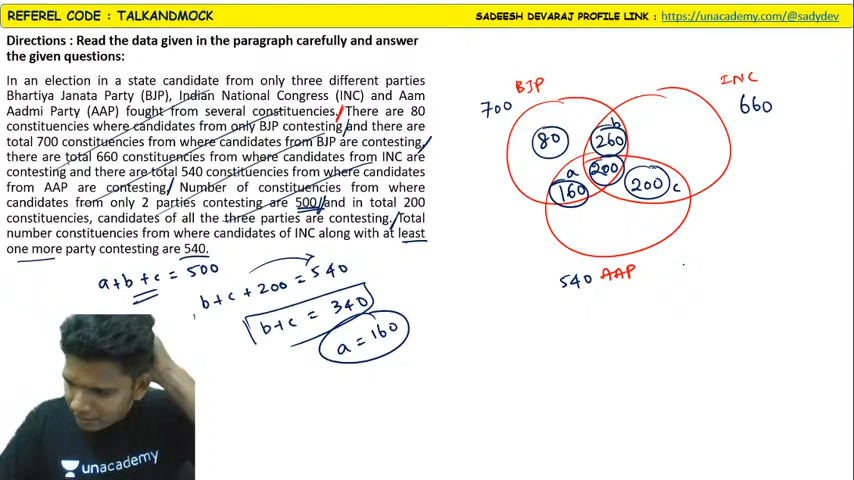 REFEREL CODE : TALKANDMOCK
SADEESH DEVARAJ PROFILE LINK : https://unacademy.com/@sadydev
Directions : Read the data given in the paragraph carefully and answer
the given questions:
In an election in a state candidate from only three different parties
Bhartiya Janata Party (BJP), Indian National Congress (INC) and Aam
Aadmi Party (AAP) fought from several constituencies. There are 80
constituencies where candidates from only BJP contesting and there are
total 700 constituencies from where candidates from BJP are contesting,
there are total 660 constituencies from where candidates from INC are
contesting and there are total 540 constituencies from where candidates
from AAP are contesting. Number of constituencies from where
candidates from only 2 parties contesting are 500 and in total 200
constituencies, candidates of all the three parties are contesting. Total
number constituencies from where candidates of INC along with at least
one more party contesting are 540.
a+b+c = 500
b+c+200 = 540
b+c = 340
a = 160
BJP
INC
700
660
80
b
260
a
200
160
200 c
540 AAP
unacademy